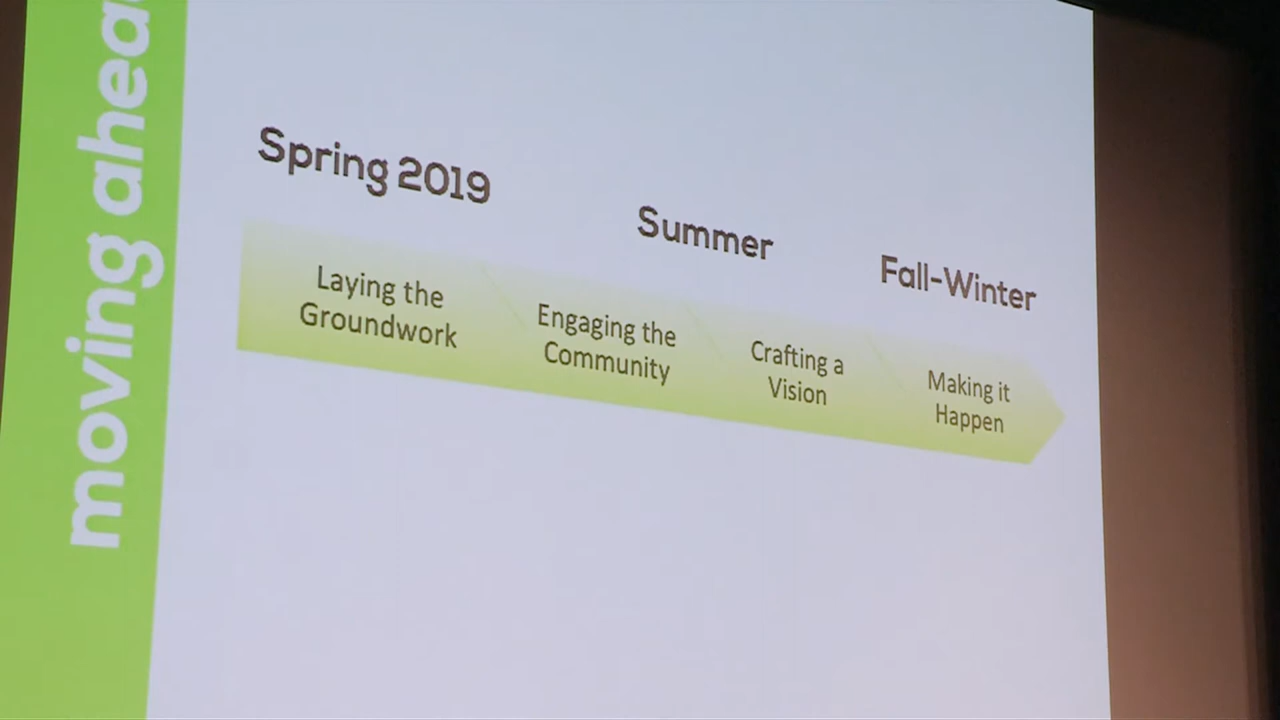 moving ahea
Spring 2019
Summer
Fall-Winter
Laying the
Groundwork
Engaging the
Community
Crafting a
Vision
Making it
Happen